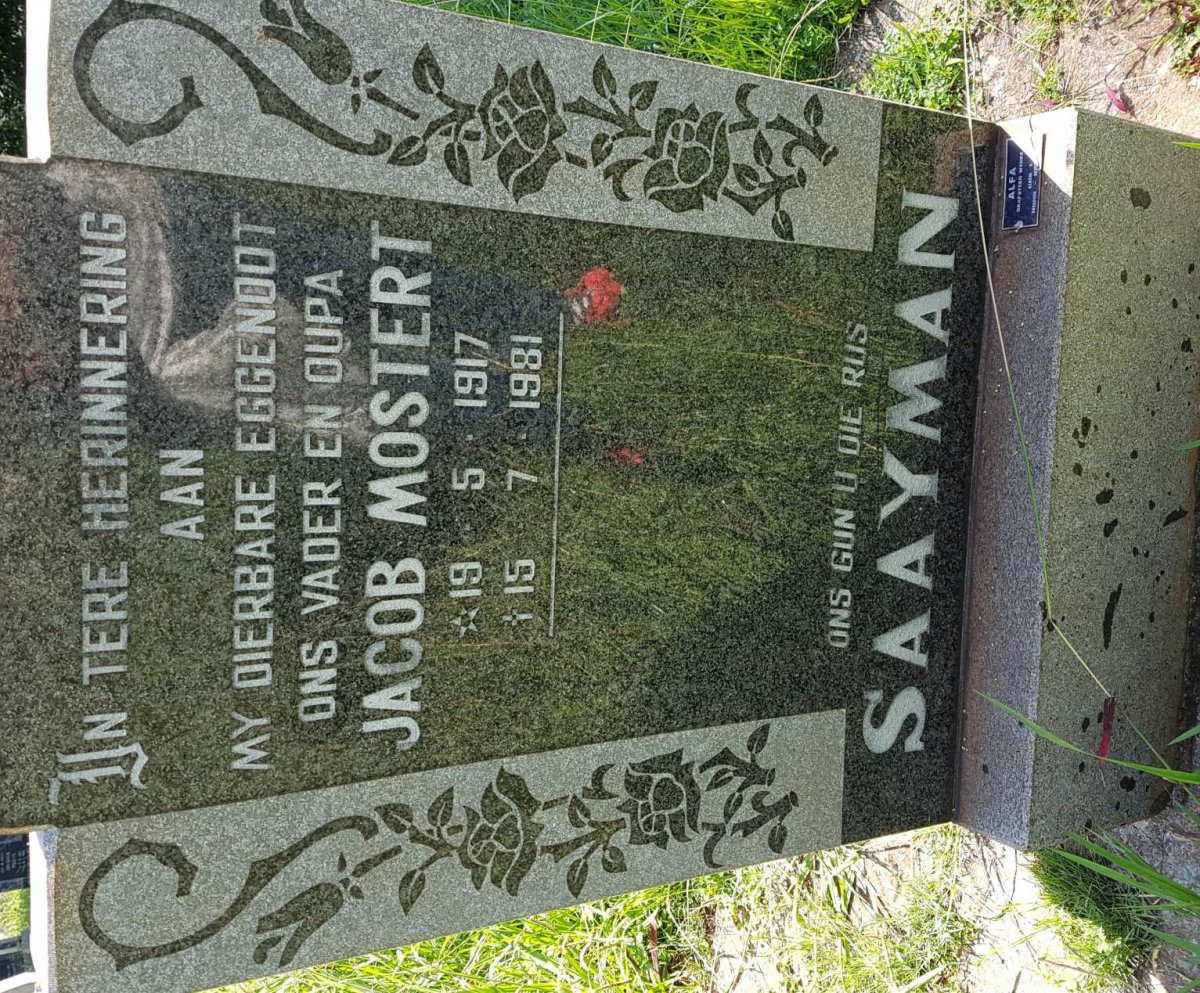 In TERE HERINNERING
AAN
MY DIERBARE EGGENOOT
ONS VADER EN OUPA
JACOB MOSTERT
19 . 5 . 1917
15 . 7 . 1981
ONS GUN U DIE RUS
SAAYMAN
ALFA